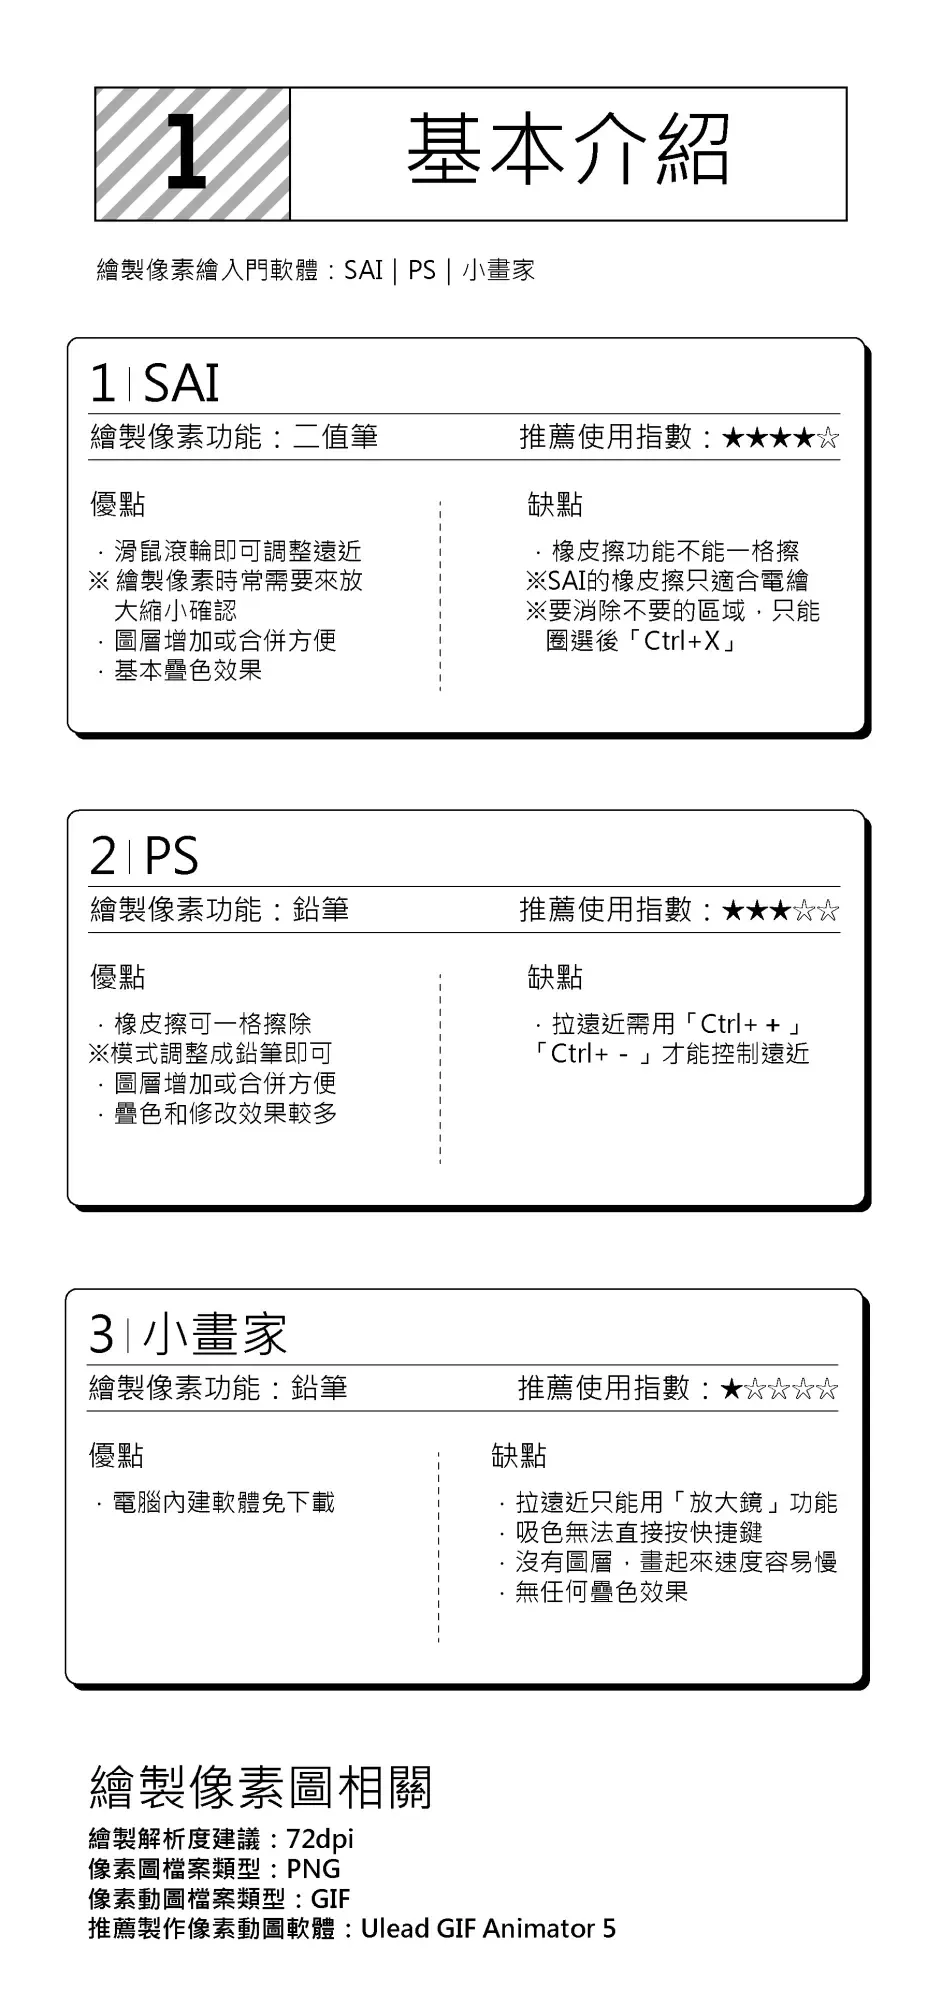 1
基本介紹
繪製像素繪入門軟體：SAI｜PS｜小畫家
1｜SAI
繪製像素功能：二值筆
推薦使用指數：★★★★☆
優點
．滑鼠滾輪即可調整遠近
※ 繪製像素時常需要來放
大縮小確認
．圖層增加或合併方便
．基本疊色效果
缺點
．橡皮擦功能不能一格擦
※SAI的橡皮擦只適合電繪
※要消除不要的區域，只能
圈選後「Ctrl+X」
2｜PS
繪製像素功能：鉛筆
推薦使用指數：★★★☆☆
優點
．橡皮擦可一格擦除
※模式調整成鉛筆即可
．圖層增加或合併方便
．疊色和修改效果較多
缺點
．拉遠近需用「Ctrl+ + 」
「Ctrl+ - 」才能控制遠近
3｜小畫家
繪製像素功能：鉛筆
推薦使用指數：★☆☆☆☆
優點
．電腦內建軟體免下載
缺點
．拉遠近只能用「放大鏡」功能
．吸色無法直接按快捷鍵
．沒有圖層，畫起來速度容易慢
．無任何疊色效果
繪製像素圖相關
繪製解析度建議：72dpi
像素圖檔案類型：PNG
像素動圖檔案類型：GIF
推薦製作像素動圖軟體：Ulead GIF Animator 5